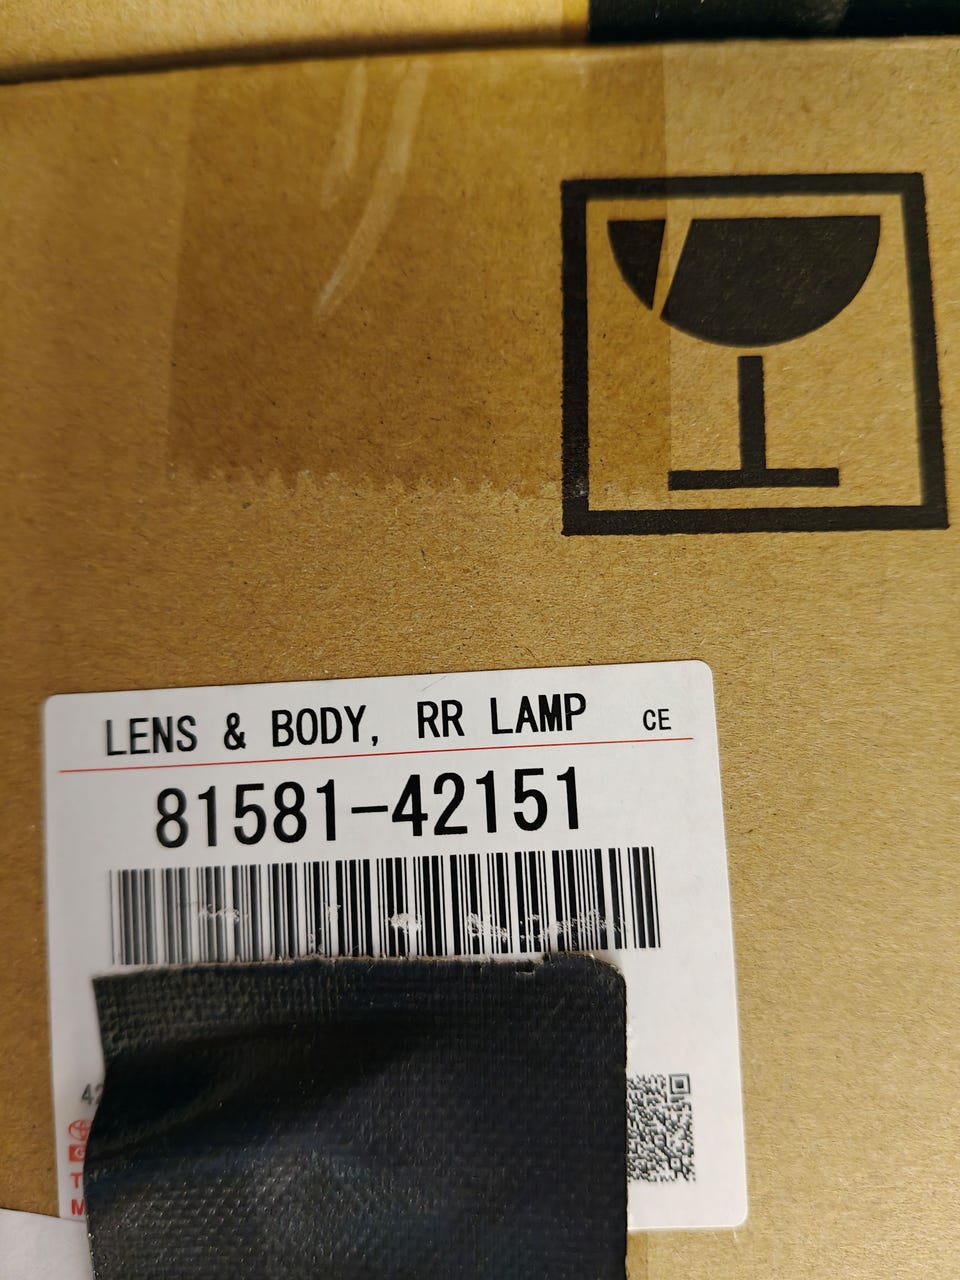 LENS & BODY, RR LAMP CE
81581-42151